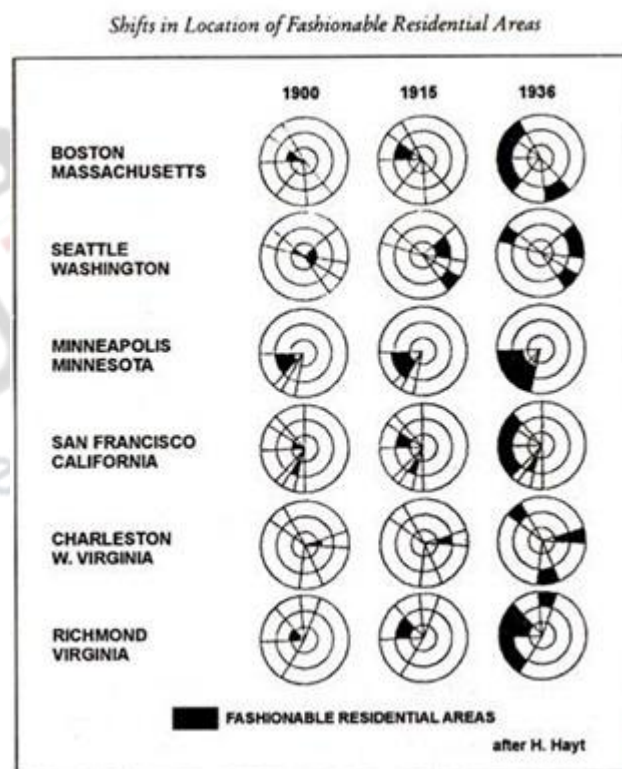 Shifts in Location of Fashionable Residential Areas
1900 1915 1936
BOSTON
MASSACHUSETTS
SEATTLE
WASHINGTON
MINNEAPOLIS
MINNESOTA
SAN FRANCISCO
CALIFORNIA
CHARLESTON
W. VIRGINIA
RICHMOND
VIRGINIA
FASHIONABLE RESIDENTIAL AREAS
after H. Hayt